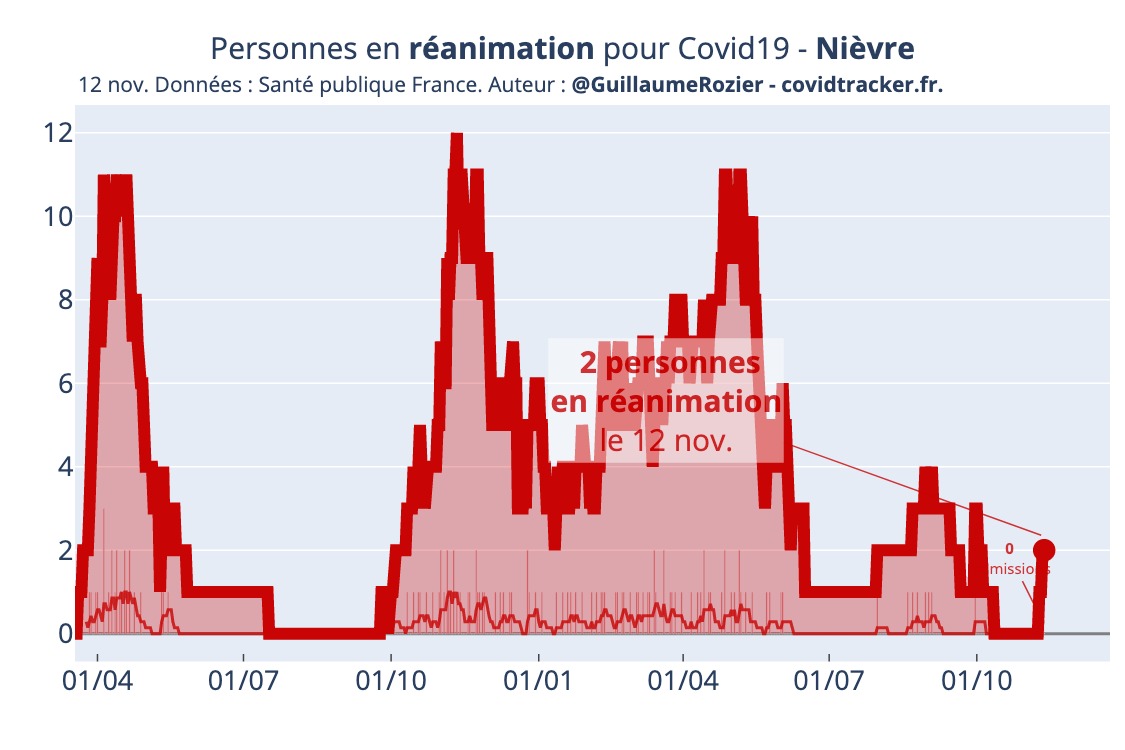 Personnes en réanimation pour Covid19 - Nièvre
12 nov. Données : Santé publique France. Auteur : @GuillaumeRozier - covidtracker.fr.
12
10
8
6
4
2
0
2 personnes
en réanimation
le 12 nov.
0
missions
01/04
01/07
01/10
01/01
01/04
01/07
01/10